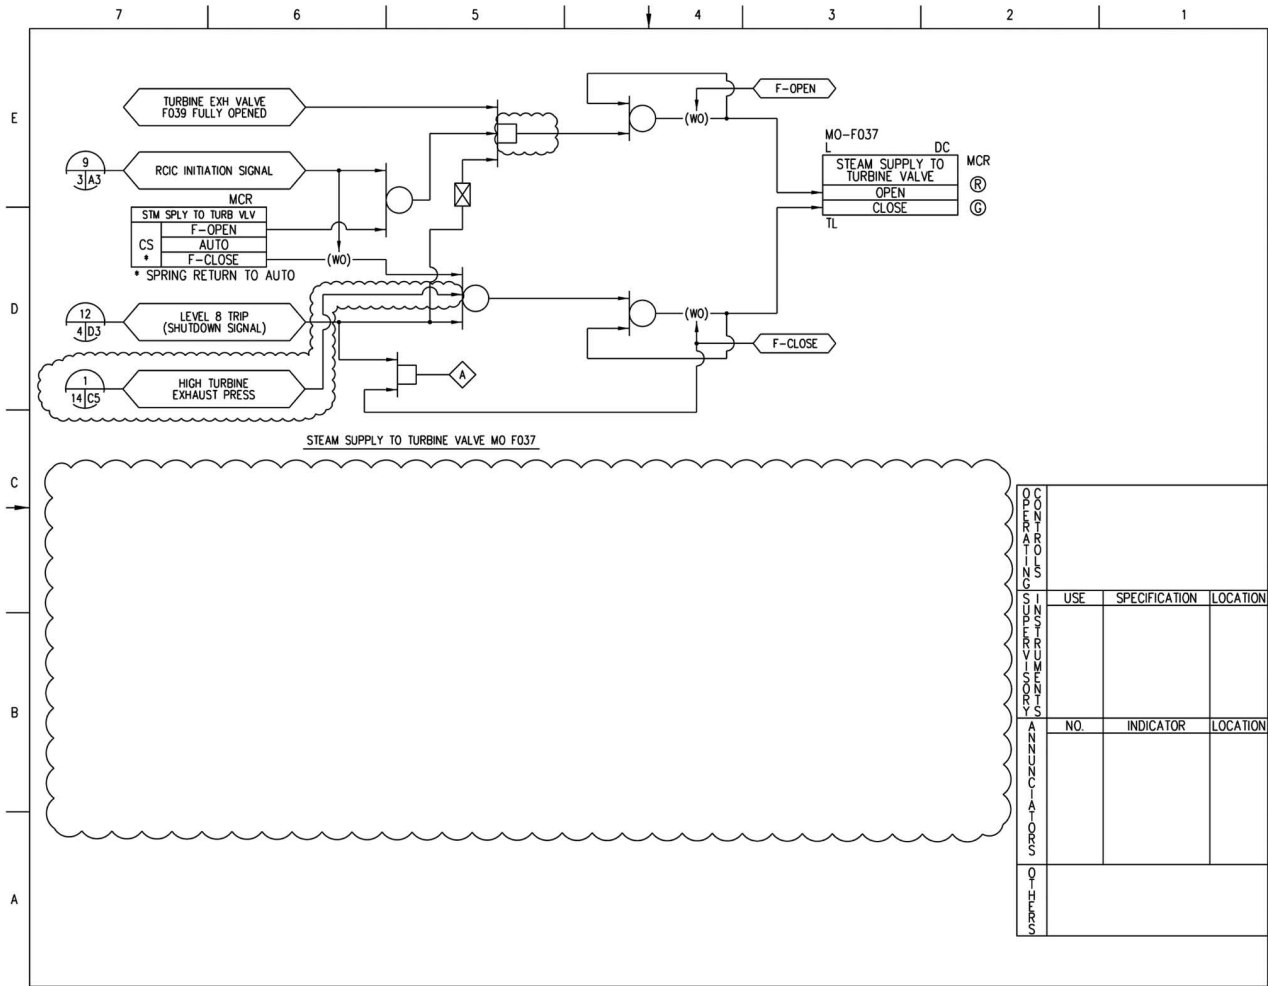 7 6 5 4 3 2 1
E
D
C
B
A
TURBINE EXH VALVE
F039 FULLY OPENED
9
3 A3
RCIC INITIATION SIGNAL
MCR
STM SPLY TO TURB VLV
CS
*
F-OPEN
AUTO
F-CLOSE
* SPRING RETURN TO AUTO
(WO)
12
4 D3
LEVEL 8 TRIP
(SHUTDOWN SIGNAL)
1
14 C5
HIGH TURBINE
EXHAUST PRESS
A
(WO)
F-OPEN
(WO)
F-CLOSE
MO-F037
L DC
STEAM SUPPLY TO
TURBINE VALVE
OPEN
CLOSE
TL
MCR
R
G
STEAM SUPPLY TO TURBINE VALVE MO F037
OPERATING
CONTROLS
SUPERVISORY
INSTRUMENTS
USE SPECIFICATION LOCATION
ANNUNCIATORS
NO. INDICATOR LOCATION
OTHERS